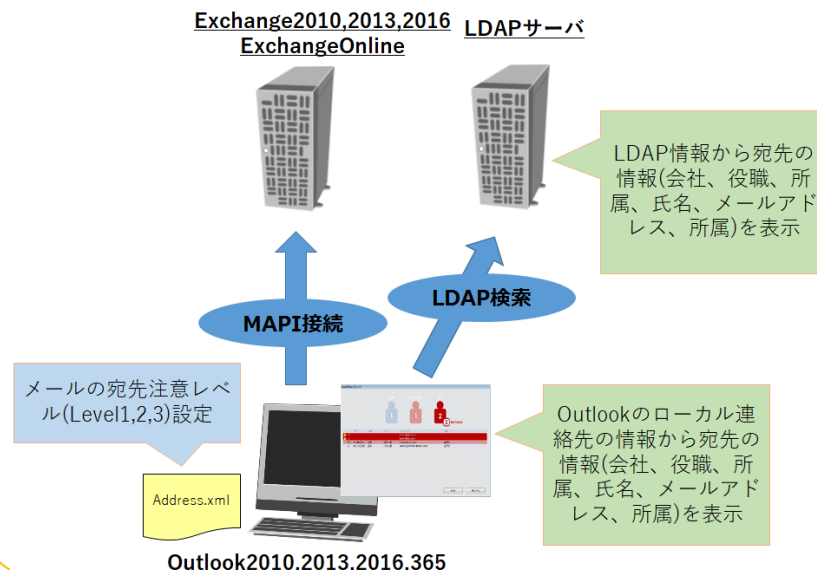 Exchange2010,2013,2016
ExchangeOnline
LDAPサーバ
LDAP情報から宛先の
情報(会社、役職、所
属、氏名、メールアド
レス、所属)を表示
LDAP検索
MAPI接続
メールの宛先注意レベ
ル(Level1,2,3)設定
Outlookのローカル連
絡先の情報から宛先の
情報(会社、役職、所
属、氏名、メールアド
レス、所属)を表示
Address.xml
Outlook2010,2013,2016,365